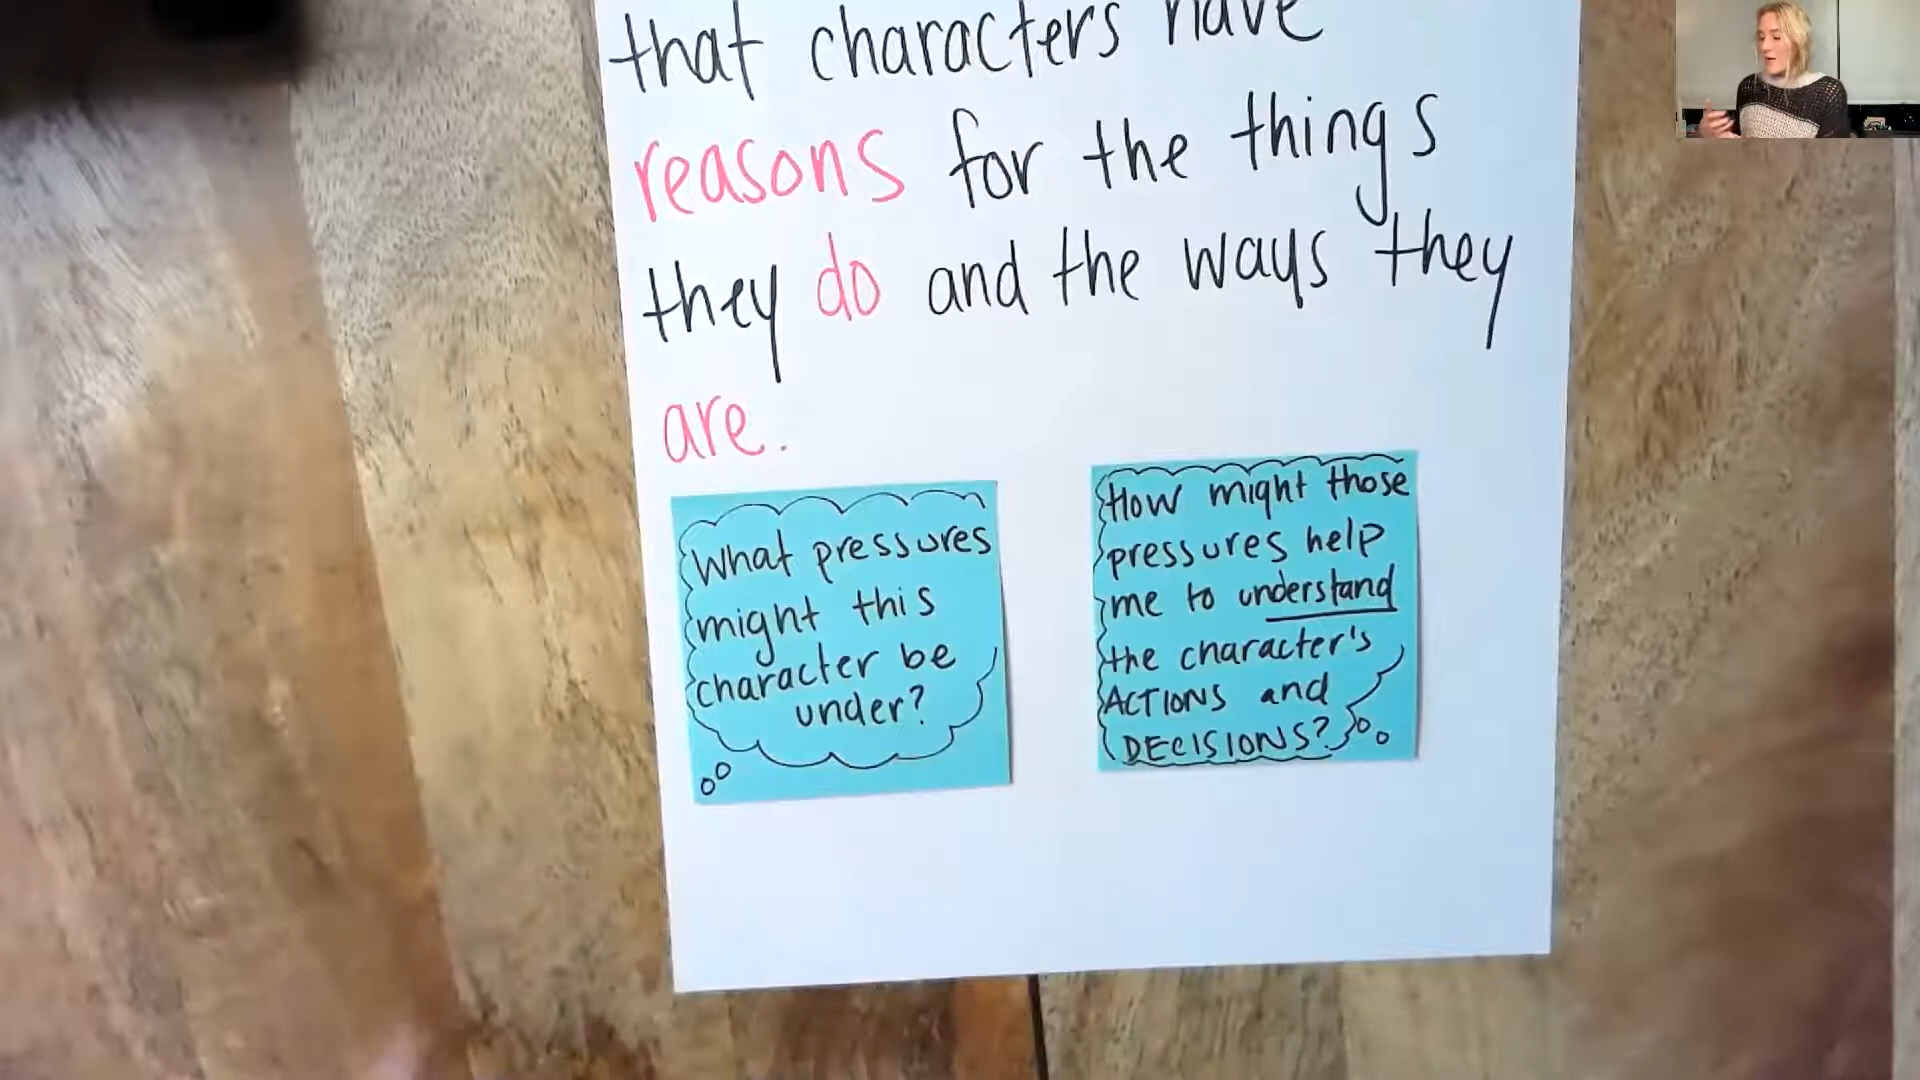 that characters have
reasons for the things
they do and the ways they
are.
What pressures
might this
character be
under?
How might those
pressures help
me to understand
the character's
ACTIONS and
DECISIONS?